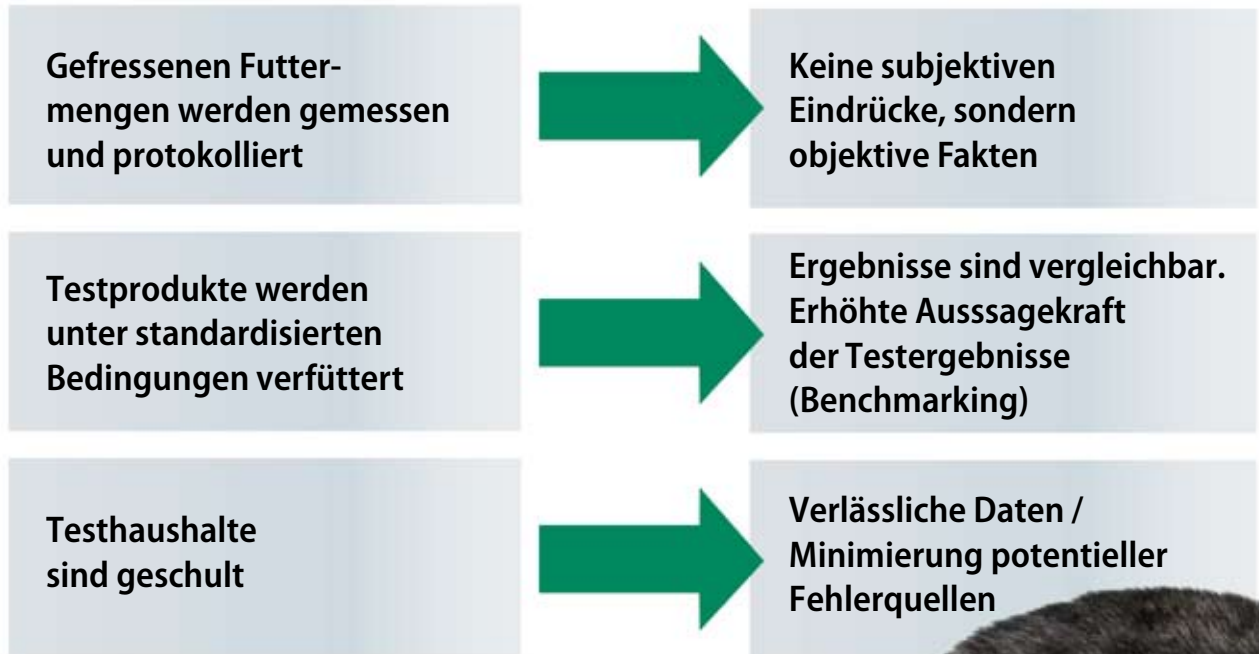 Gefressenen Futter-
mengen werden gemessen
und protokolliert
Keine subjektiven
Eindrücke, sondern
objektive Fakten
Testprodukte werden
unter standardisierten
Bedingungen verfüttert
Ergebnisse sind vergleichbar.
Erhöhte Ausssagekraft
der Testergebnisse
(Benchmarking)
Testhaushalte
sind geschult
Verlässliche Daten /
Minimierung potentieller
Fehlerquellen